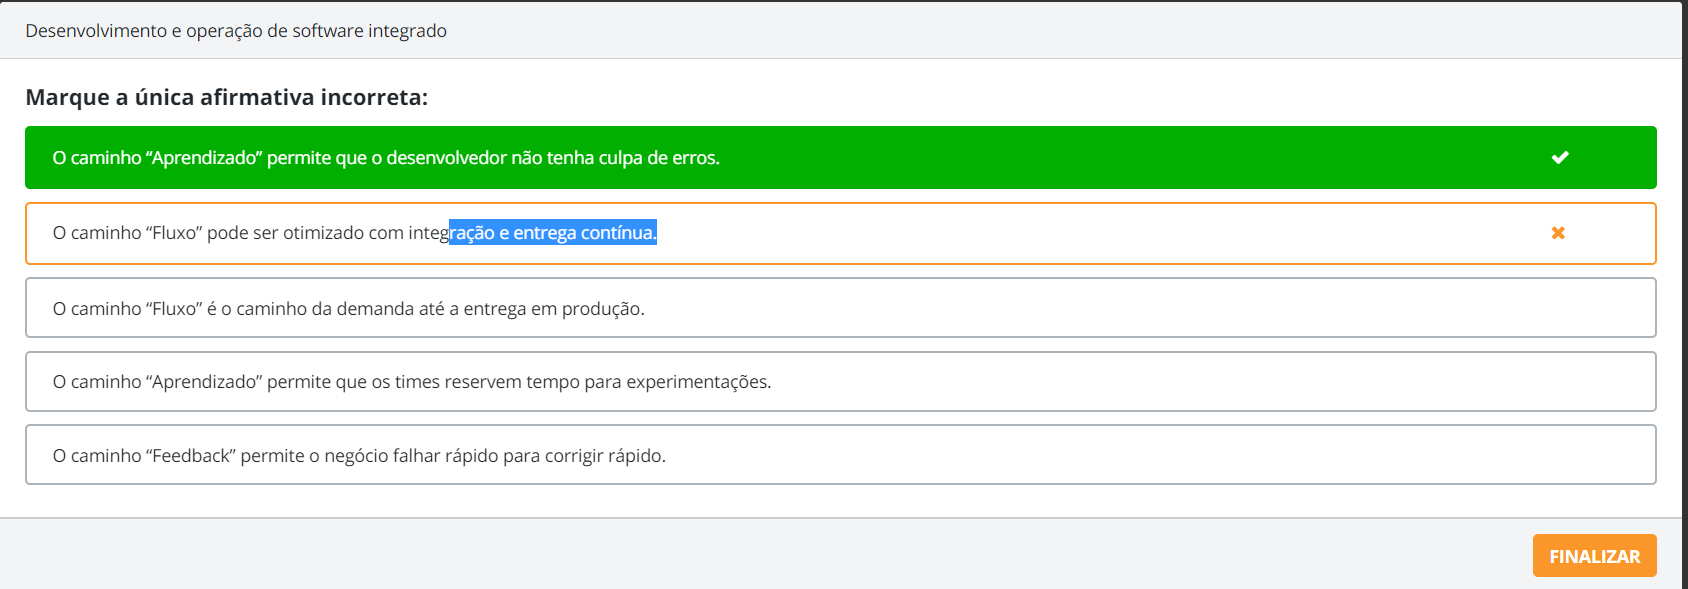 Desenvolvimento e operação de software integrado
Marque a única afirmativa incorreta:
O caminho “Aprendizado” permite que o desenvolvedor não tenha culpa de erros.
O caminho “Fluxo” pode ser otimizado com integração e entrega contínua.
O caminho “Fluxo” é o caminho da demanda até a entrega em produção.
O caminho “Aprendizado” permite que os times reservem tempo para experimentações.
O caminho “Feedback” permite o negócio falhar rápido para corrigir rápido.
FINALIZAR